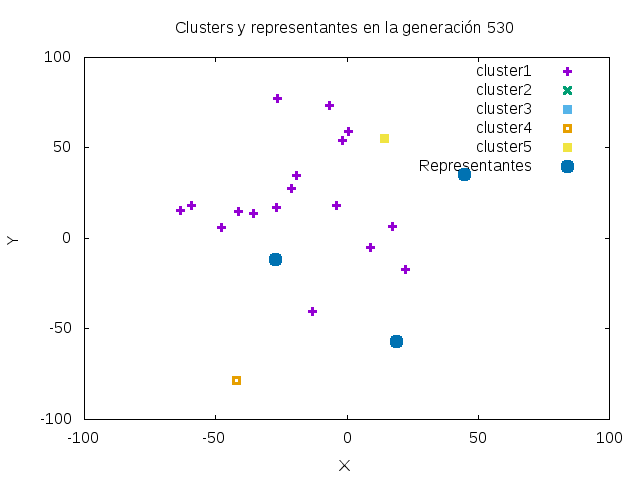 Clusters y representantes en la generación 530
100
50
0
-50
-100
-100
-50
0
50
100
Y
X
cluster1
cluster2
cluster3
cluster4
cluster5
Representantes